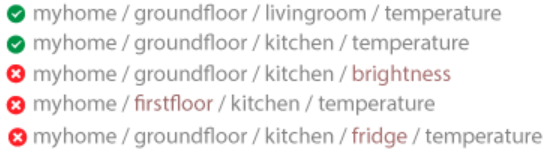 myhome / groundfloor / livingroom / temperature
myhome / groundfloor / kitchen / temperature
myhome / groundfloor / kitchen / brightness
myhome / firstfloor / kitchen / temperature
myhome / groundfloor / kitchen / fridge / temperature